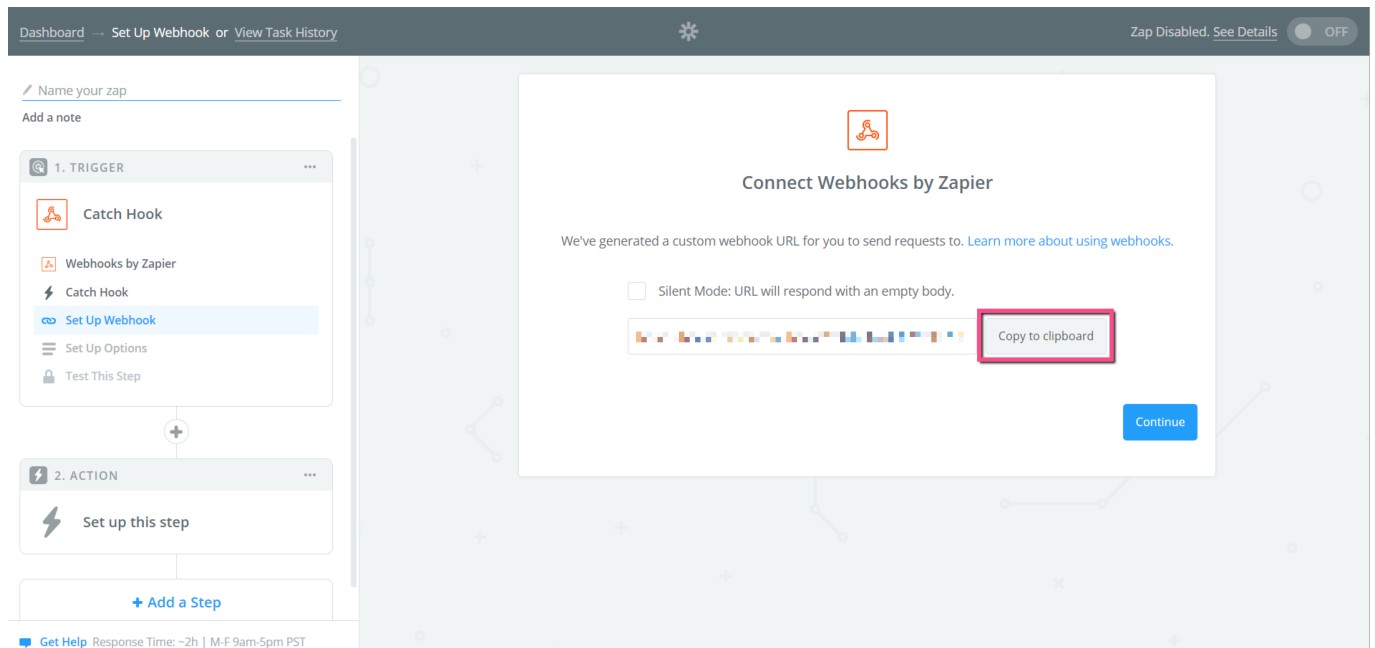 Dashboard → Set Up Webhook or View Task History
Zap Disabled. See Details OFF
Name your zap
Add a note
1. TRIGGER
Catch Hook
Webhooks by Zapier
Catch Hook
Set Up Webhook
Set Up Options
Test This Step
2. ACTION
Set up this step
+ Add a Step
Get Help Response Time: ~2h | M-F 9am-5pm PST
Connect Webhooks by Zapier
We've generated a custom webhook URL for you to send requests to. Learn more about using webhooks.
Silent Mode: URL will respond with an empty body.
Copy to clipboard
Continue